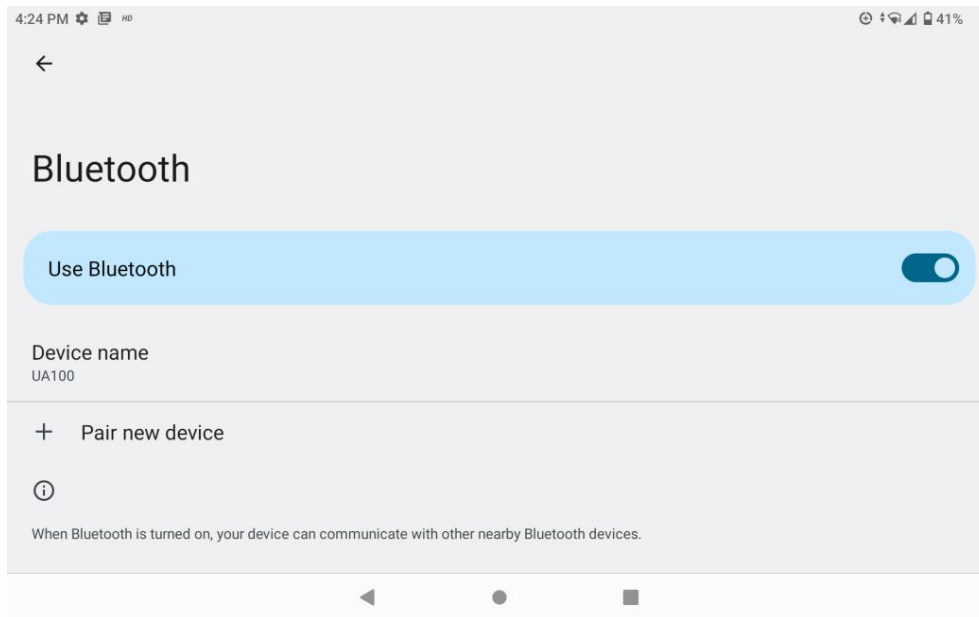 4:24 PM HD 41%
Bluetooth
Use Bluetooth
Device name
UA100
Pair new device
When Bluetooth is turned on, your device can communicate with other nearby Bluetooth devices.